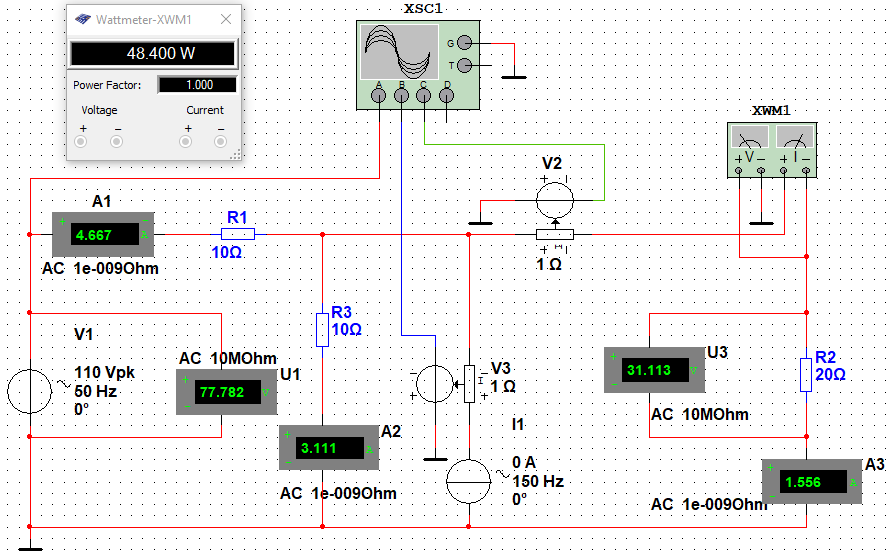 XSC1
Wattmeter-XWM1
48.400 W
Power Factor:
1.000
Voltage
Current
+
−
+
−
G
T
A
B
C
D
XWM1
V
I
+
−
+
−
V2
+
−
+
−
1 Ω
A1
+
−
4.667
A
AC 1e-009Ohm
R1
10Ω
R3
10Ω
V1
110 Vpk
50 Hz
0°
AC 10MOhm
U1
+
−
77.782
V
V3
1 Ω
−
+
−
+
I
I1
0 A
150 Hz
0°
A2
+
−
3.111
A
AC 1e-009Ohm
U3
+
−
31.113
V
AC 10MOhm
R2
20Ω
A3
+
−
1.556
A
AC 1e-009Ohm